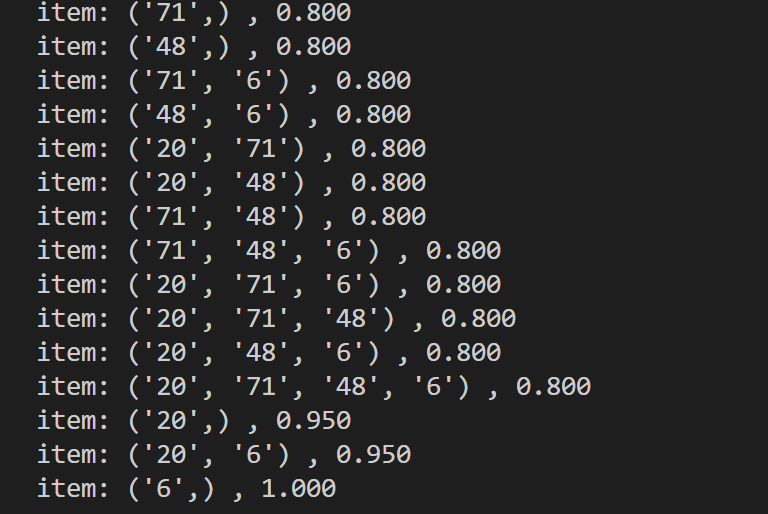 item: ('71',) , 0.800
item: ('48',) , 0.800
item: ('71', '6') , 0.800
item: ('48', '6') , 0.800
item: ('20', '71') , 0.800
item: ('20', '48') , 0.800
item: ('71', '48') , 0.800
item: ('71', '48', '6') , 0.800
item: ('20', '71', '6') , 0.800
item: ('20', '71', '48') , 0.800
item: ('20', '48', '6') , 0.800
item: ('20', '71', '48', '6') , 0.800
item: ('20',) , 0.950
item: ('20', '6') , 0.950
item: ('6',) , 1.000